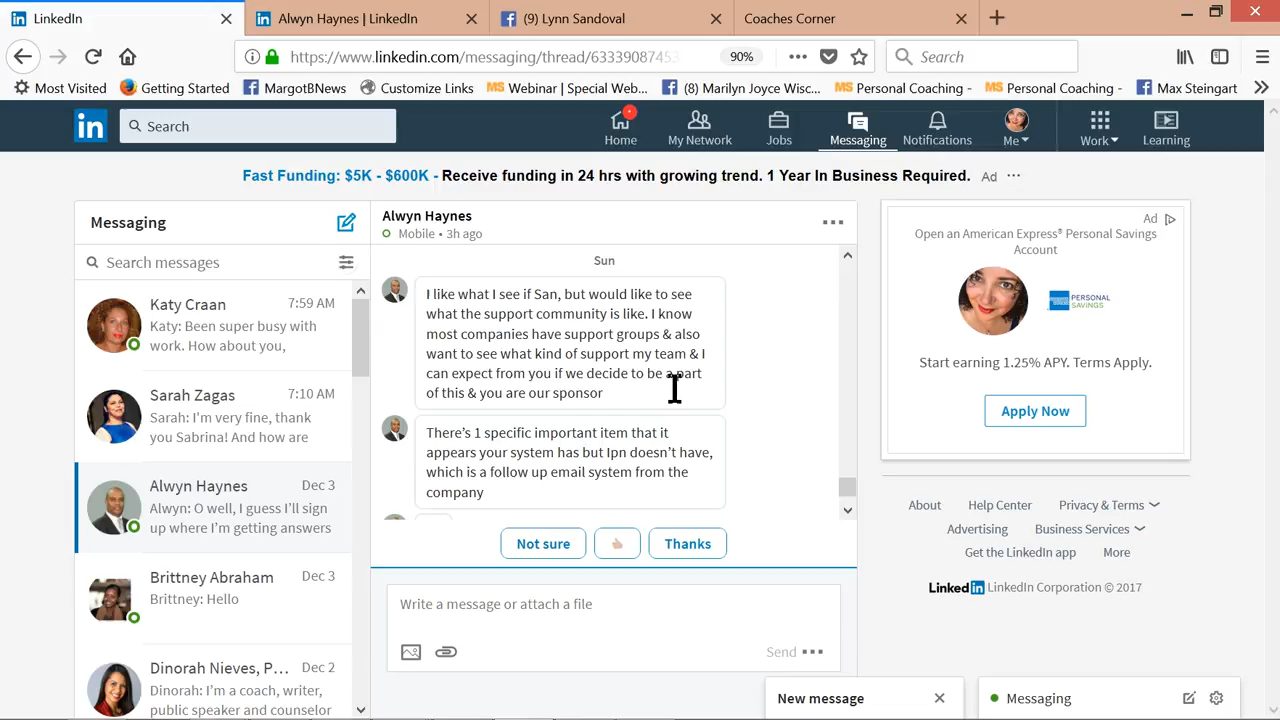 LinkedIn
Alwyn Haynes | LinkedIn
(9) Lynn Sandoval
Coaches Corner
https://www.linkedin.com/messaging/thread/63339087453
90%
Search
Most Visited
Getting Started
MargotBNews
Customize Links
Webinar | Special Web...
(8) Marilyn Joyce Wisc...
Personal Coaching -
Personal Coaching -
Max Steingart
in
Search
Home
My Network
Jobs
Messaging
Notifications
Me
Work
Learning
Fast Funding: $5K - $600K - Receive funding in 24 hrs with growing trend. 1 Year In Business Required. Ad ...
Messaging
Search messages
Katy Craan 7:59 AM
Katy: Been super busy with
work. How about you,
Sarah Zagas 7:10 AM
Sarah: I'm very fine, thank
you Sabrina! And how are
Alwyn Haynes Dec 3
Alwyn: O well, I guess I'll sign
up where I'm getting answers
Brittney Abraham Dec 3
Brittney: Hello
Dinorah Nieves, P... Dec 2
Dinorah: I'm a coach, writer,
public speaker and counselor
Alwyn Haynes
Mobile • 3h ago
Sun
I like what I see if San, but would like to see
what the support community is like. I know
most companies have support groups & also
want to see what kind of support my team & I
can expect from you if we decide to be a part
of this & you are our sponsor
There's 1 specific important item that it
appears your system has but Ipn doesn't have,
which is a follow up email system from the
company
Not sure
Thanks
Write a message or attach a file
Send
Ad
Open an American Express® Personal Savings
Account
PERSONAL
SAVINGS
Start earning 1.25% APY. Terms Apply.
Apply Now
About Help Center Privacy & Terms
Advertising Business Services
Get the LinkedIn app More
LinkedIn LinkedIn Corporation © 2017
New message
Messaging